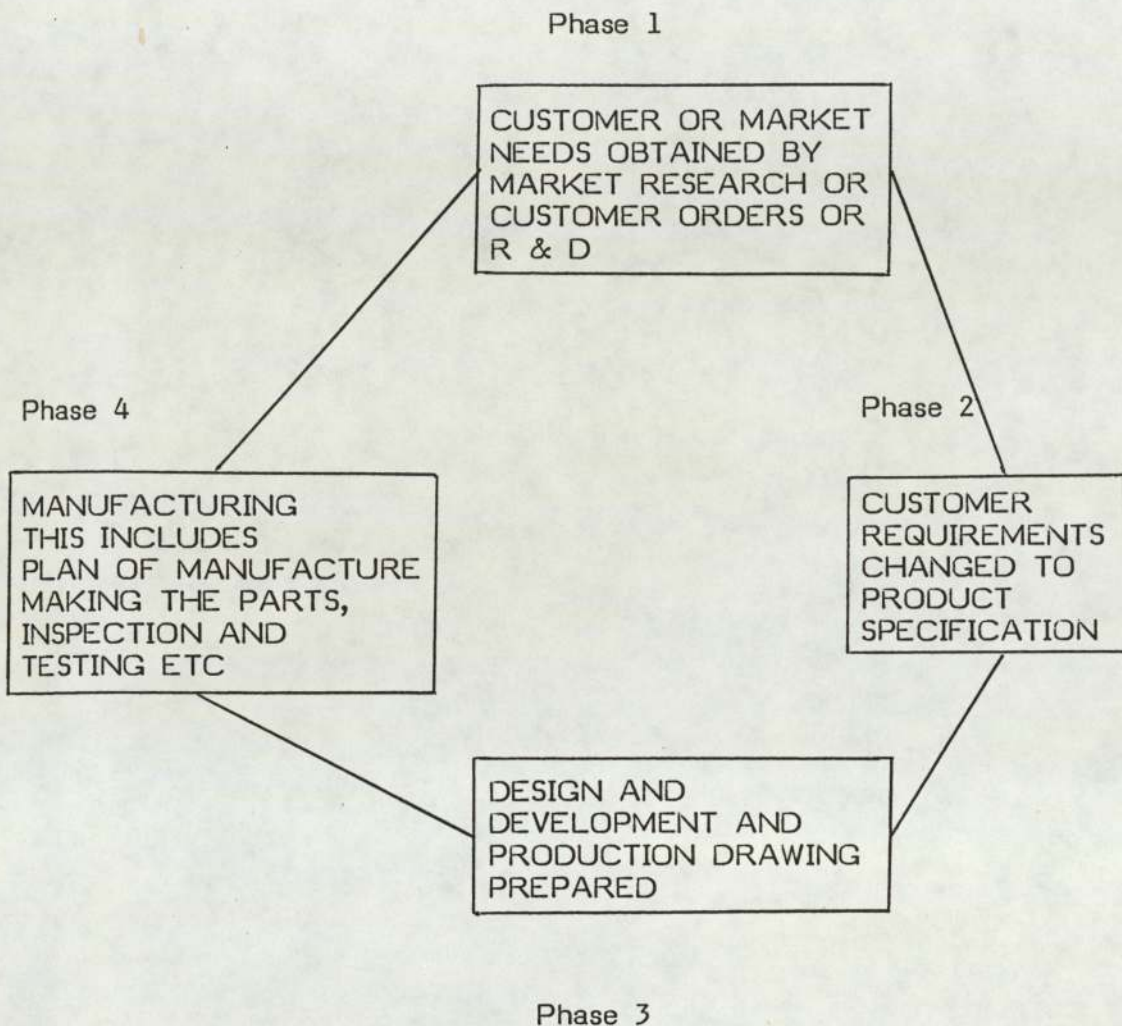 Phase 1
CUSTOMER OR MARKET
NEEDS OBTAINED BY
MARKET RESEARCH OR
CUSTOMER ORDERS OR
R & D
Phase 4
Phase 2
MANUFACTURING
THIS INCLUDES
PLAN OF MANUFACTURE
MAKING THE PARTS,
INSPECTION AND
TESTING ETC
CUSTOMER
REQUIREMENTS
CHANGED TO
PRODUCT
SPECIFICATION
DESIGN AND
DEVELOPMENT AND
PRODUCTION DRAWING
PREPARED
Phase 3